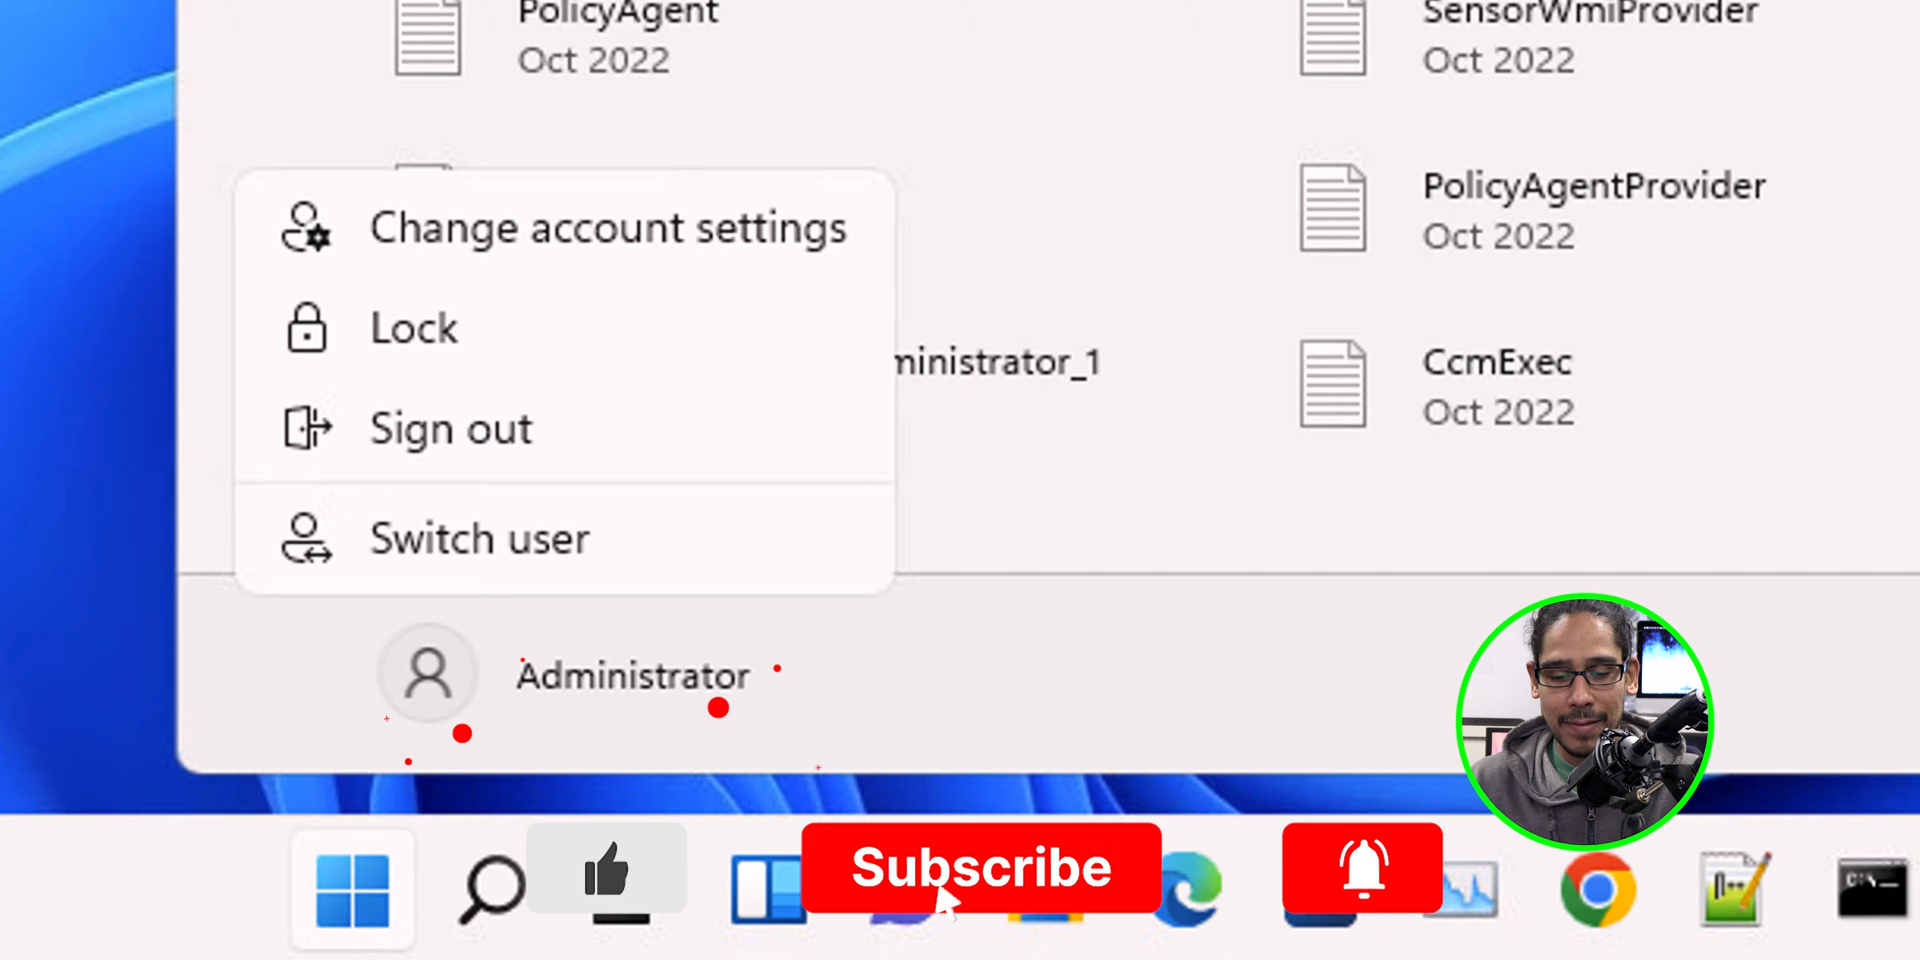 PolicyAgent
Oct 2022
SensorWmiProvider
Oct 2022
PolicyAgentProvider
Oct 2022
ministrator_1
CcmExec
Oct 2022
Change account settings
Lock
Sign out
Switch user
Administrator
Subscribe